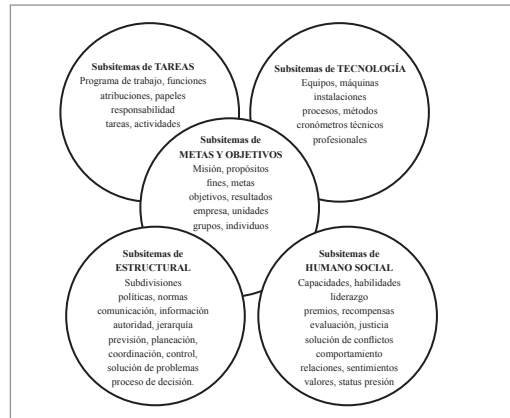 Subsitemas de TAREAS
Programa de trabajo, funciones
atribuciones, papeles
responsabilidad
tareas, actividades
Subsitemas de TECNOLOGÍA
Equipos, máquinas
instalaciones
procesos, métodos
cronómetros técnicos
profesionales
Subsitemas de
METAS Y OBJETIVOS
Misión, propósitos
fines, metas
objetivos, resultados
empresa, unidades
grupos, individuos
Subsitemas de
ESTRUCTURAL
Subdivisiones
políticas, normas
comunicación, información
autoridad, jerarquía
previsión, planeación,
coordinación, control,
solución de problemas
proceso de decisión.
Subsitemas de
HUMANO SOCIAL
Capacidades, habilidades
liderazgo
premios, recompensas
evaluación, justicia
solución de conflictos
comportamiento
relaciones, sentimientos
valores, status presión